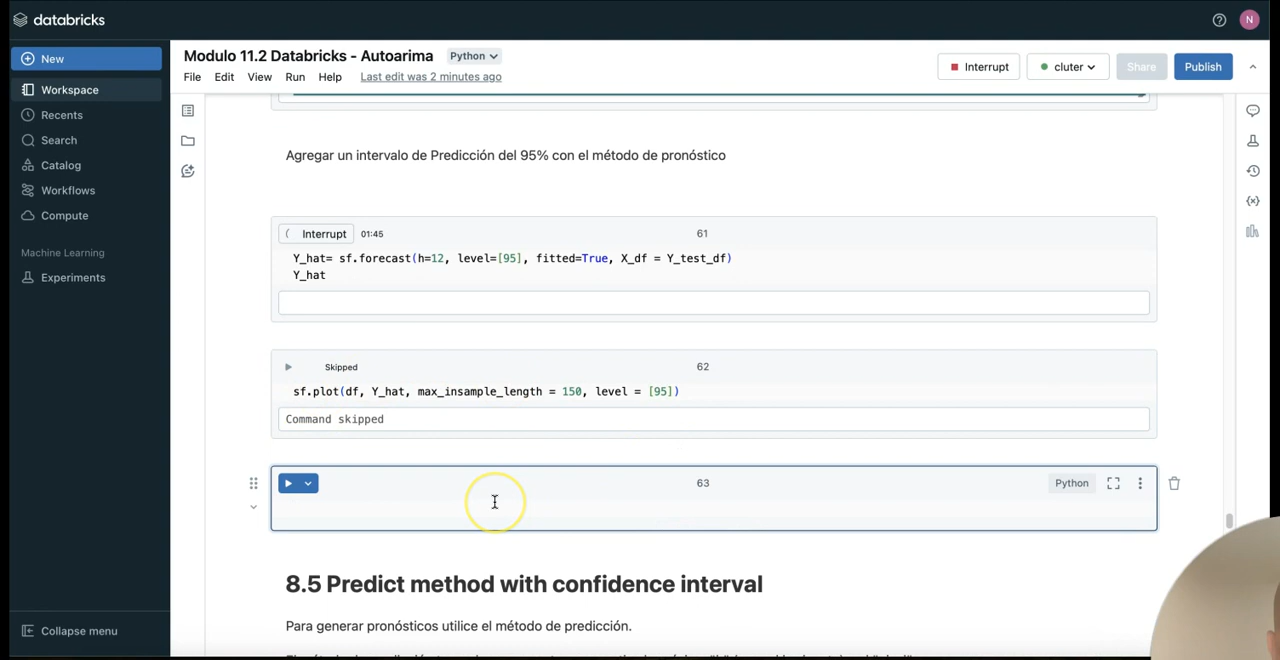 databricks
N
New
Modulo 11.2 Databricks - Autoarima
Python
File Edit View Run Help Last edit was 2 minutes ago
Interrupt
cluter
Share
Publish
Workspace
Recents
Search
Catalog
Workflows
Compute
Machine Learning
Experiments
Collapse menu
Agregar un intervalo de Predicción del 95% con el método de pronóstico
Interrupt 01:45 61
Y_hat= sf.forecast(h=12, level=[95], fitted=True, X_df = Y_test_df)
Y_hat
Skipped 62
sf.plot(df, Y_hat, max_insample_length = 150, level = [95])
Command skipped
63 Python
8.5 Predict method with confidence interval
Para generar pronósticos utilice el método de predicción.